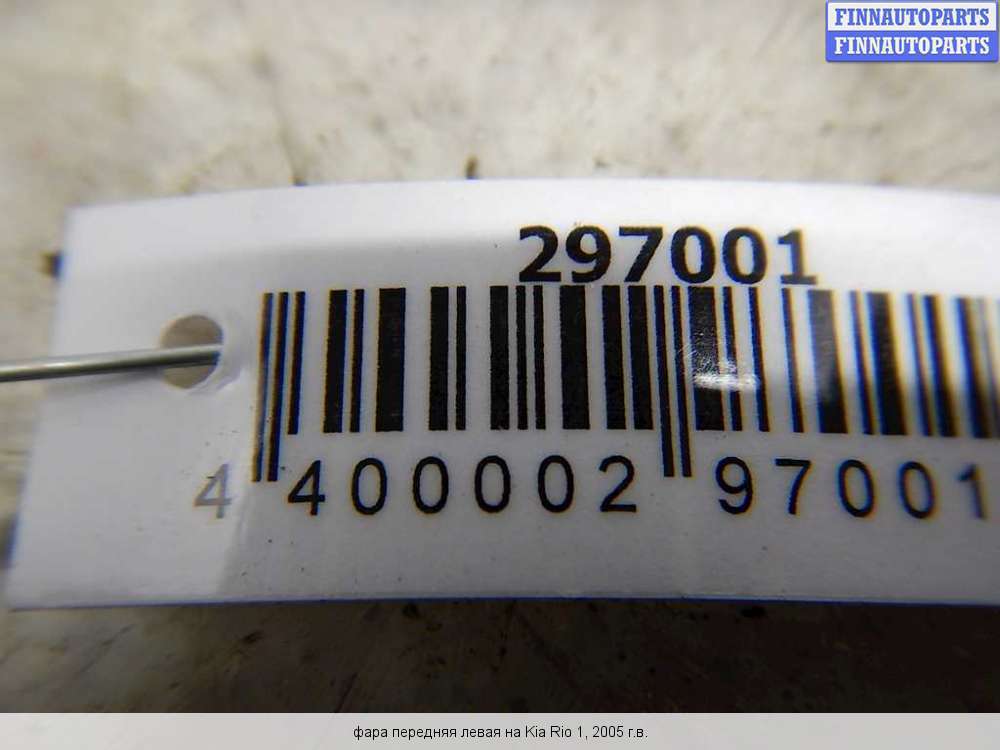 FINNAUTOPARTS
FINNAUTOPARTS
297001
4 400002 97001
фара передняя левая на Kia Rio 1, 2005 г.в.